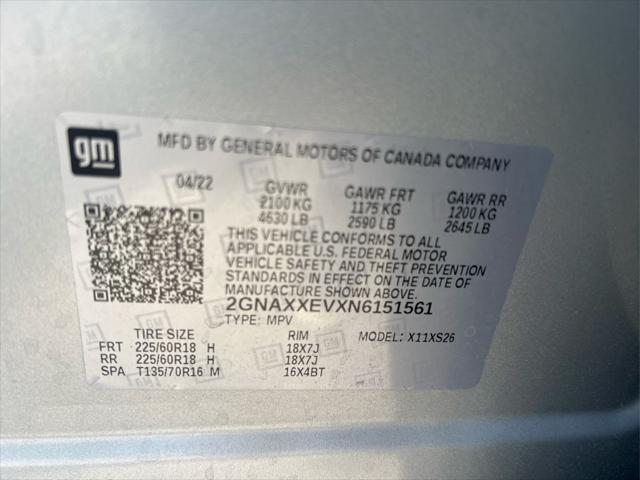 gm
MFD BY GENERAL MOTORS OF CANADA COMPANY
04/22 GVWR GAWR FRT GAWR RR
2100 KG 1175 KG 1200 KG
4630 LB 2590 LB 2645 LB
THIS VEHICLE CONFORMS TO ALL
APPLICABLE U.S. FEDERAL MOTOR
VEHICLE SAFETY AND THEFT PREVENTION
STANDARDS IN EFFECT ON THE DATE OF
MANUFACTURE SHOWN ABOVE.
2GNAXXEVXN6151561
TYPE: MPV
TIRE SIZE RIM MODEL: X11XS26
FRT 225/60R18 H 18X7J
RR 225/60R18 H 18X7J
SPA T135/70R16 M 16X4BT